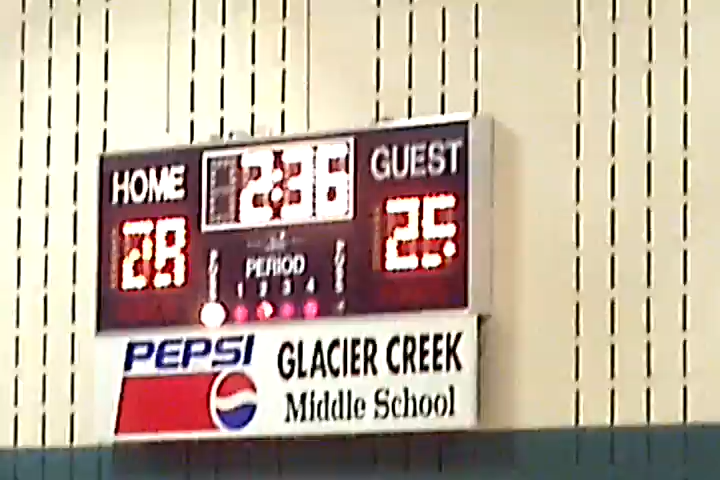 HOME 2:36 GUEST
28 25
PERIOD
1 2 3 4
PEPSI GLACIER CREEK
Middle School